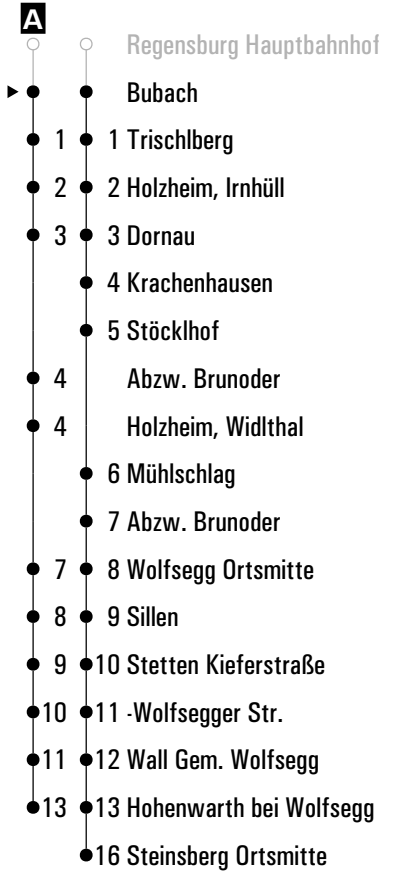 A
Regensburg Hauptbahnhof
Bubach
1 1 Trischlberg
2 2 Holzheim, Irnhüll
3 3 Dornau
4 Krachenhausen
5 Stöcklhof
4 Abzw. Brunoder
4 Holzheim, Widlthal
6 Mühlschlag
7 Abzw. Brunoder
7 8 Wolfsegg Ortsmitte
8 9 Sillen
9 10 Stetten Kieferstraße
10 11 -Wolfsegger Str.
11 12 Wall Gem. Wolfsegg
13 13 Hohenwarth bei Wolfsegg
16 Steinsberg Ortsmitte